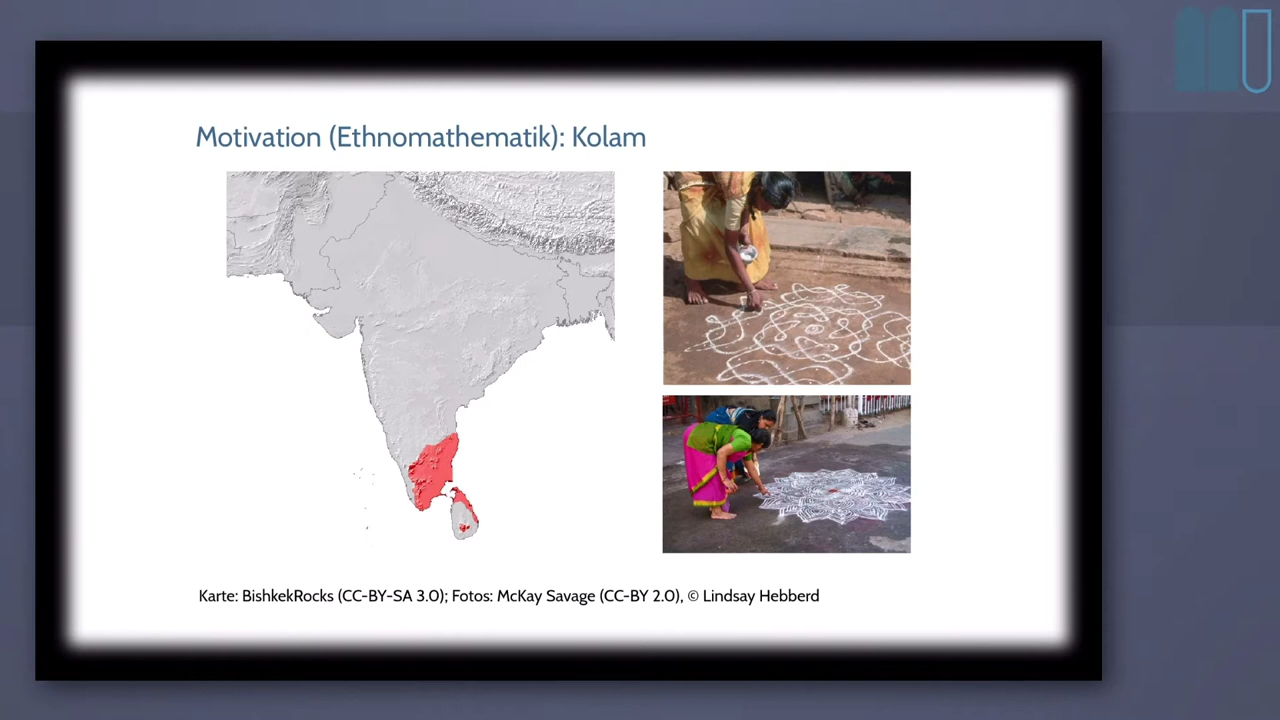 Motivation (Ethnomathematik): Kolam
Karte: BishkekRocks (CC-BY-SA 3.0); Fotos: McKay Savage (CC-BY 2.0), © Lindsay Hebberd